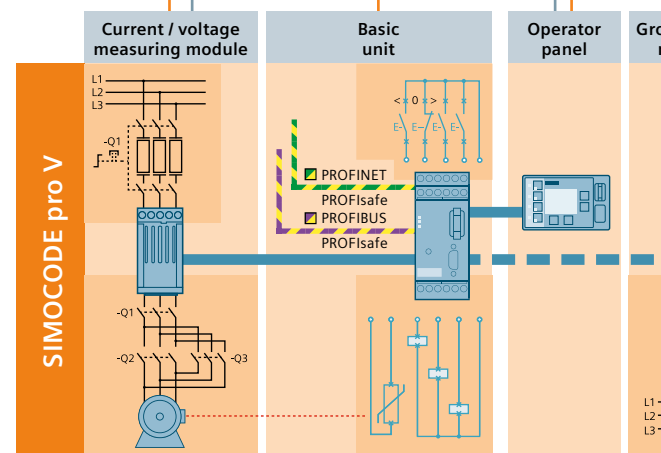 Current / voltage
measuring module
Basic
unit
Operator
panel
Gro
SIMOCODE pro V
L1
L2
L3
-Q1
< 0 >
E- E- E- E-
PROFINET
PROFIsafe
PROFIBUS
PROFIsafe
-Q1
-Q2
-Q3
L1
L2
L3